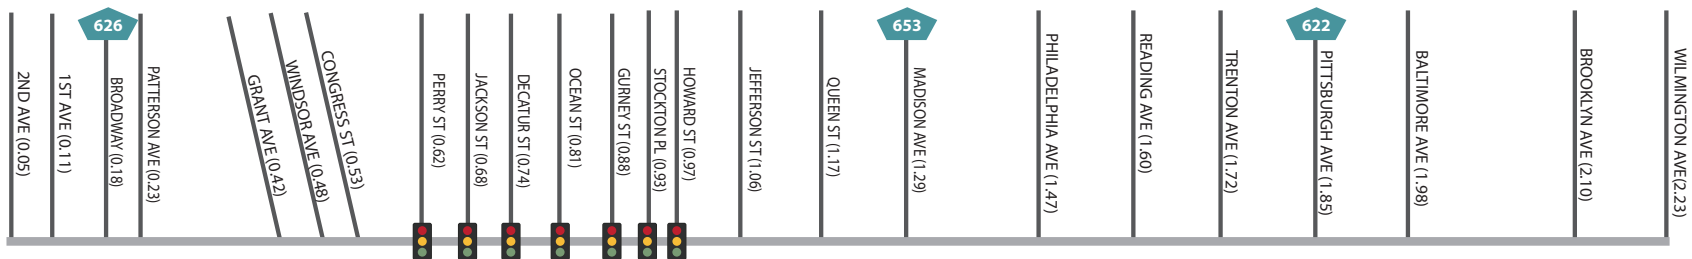 2ND AVE (0.05)
1ST AVE (0.11)
626
BROADWAY (0.18)
PATTERSON AVE (0.23)
GRANT AVE (0.42)
WINDSOR AVE (0.48)
CONGRESS ST (0.53)
PERRY ST (0.62)
JACKSON ST (0.68)
DECATUR ST (0.74)
OCEAN ST (0.81)
GURNEY ST (0.88)
STOCKTON PL (0.93)
HOWARD ST (0.97)
JEFFERSON ST (1.06)
QUEEN ST (1.17)
653
MADISON AVE (1.29)
PHILADELPHIA AVE (1.47)
READING AVE (1.60)
TRENTON AVE (1.72)
622
PITTSBURGH AVE (1.85)
BALTIMORE AVE (1.98)
BROOKLYN AVE (2.10)
WILMINGTON AVE(2.23)